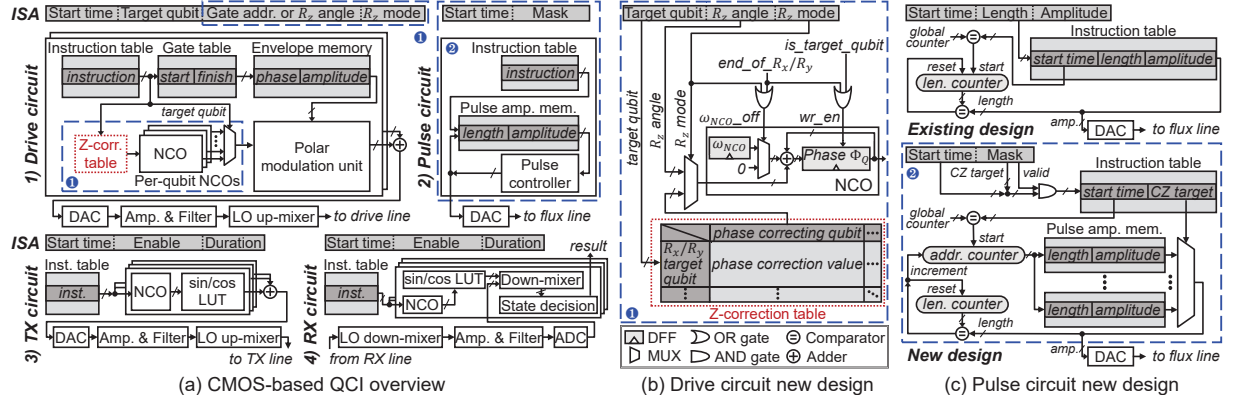 ISA
Start time Target qubit Gate addr. or Rz angle Rz mode
❶
1) Drive circuit
Instruction table Gate table Envelope memory
instruction start finish phase amplitude
target qubit
Z-corr. table
NCO
Per-qubit NCOs
❶
Polar modulation unit
DAC Amp. & Filter LO up-mixer to drive line
Start time Mask
❷
2) Pulse circuit
Instruction table
instruction
Pulse amp. mem.
length amplitude
Pulse controller
DAC to flux line
ISA
Start time Enable Duration
3) TX circuit
Inst. table
inst.
NCO
sin/cos LUT
DAC Amp. & Filter LO up-mixer
to TX line
Start time Enable Duration
result
4) RX circuit
Inst. table
inst.
sin/cos LUT
NCO
Down-mixer
State decision
LO down-mixer Amp. & Filter ADC
from RX line
(a) CMOS-based QCI overview
Target qubit Rz angle Rz mode
is_target_qubit
end_of_Rx/Ry
target qubit
Rz angle
Rz mode
ωNCO_off
wr_en
ωNCO
0
Phase ΦQ
NCO
phase correcting qubit ···
Rx/Ry target qubit
phase correction value ···
Z-correction table
❶
DFF OR gate Comparator
MUX AND gate Adder
(b) Drive circuit new design
Start time Length Amplitude
global counter
Instruction table
start time length amplitude
reset
start
len. counter
length
Existing design
amp.
DAC to flux line
Start time Mask
❷
CZ target
valid
Instruction table
start time CZ target
global counter
start
Pulse amp. mem.
addr. counter
length amplitude
increment
reset
len. counter
length amplitude
length
New design
amp.
DAC to flux line
(c) Pulse circuit new design